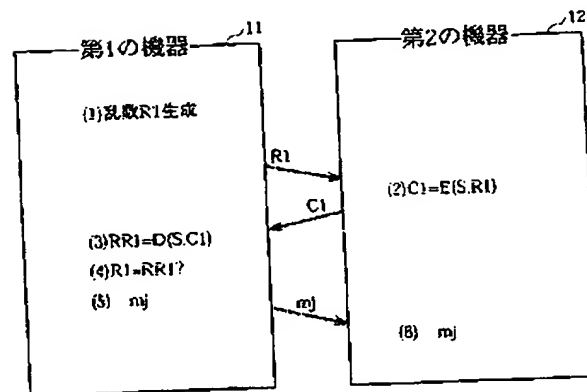 11
第1の機器
(1)乱数R1生成
R1
C1
(3)RR1=D(S.C1)
(4)R1=RR1?
(5) mj
mj
12
第2の機器
(2)C1=E(S.R1)
(6) mj